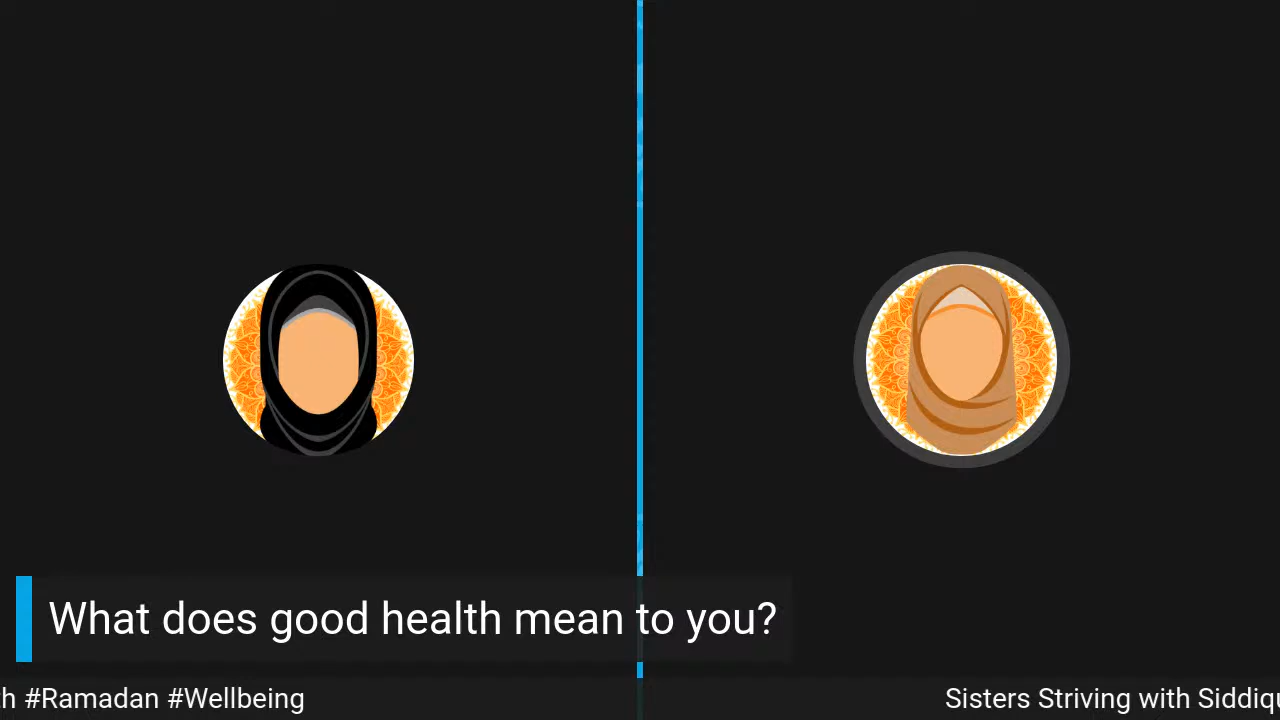 What does good health mean to you?
#Ramadan #Wellbeing
Sisters Striving with